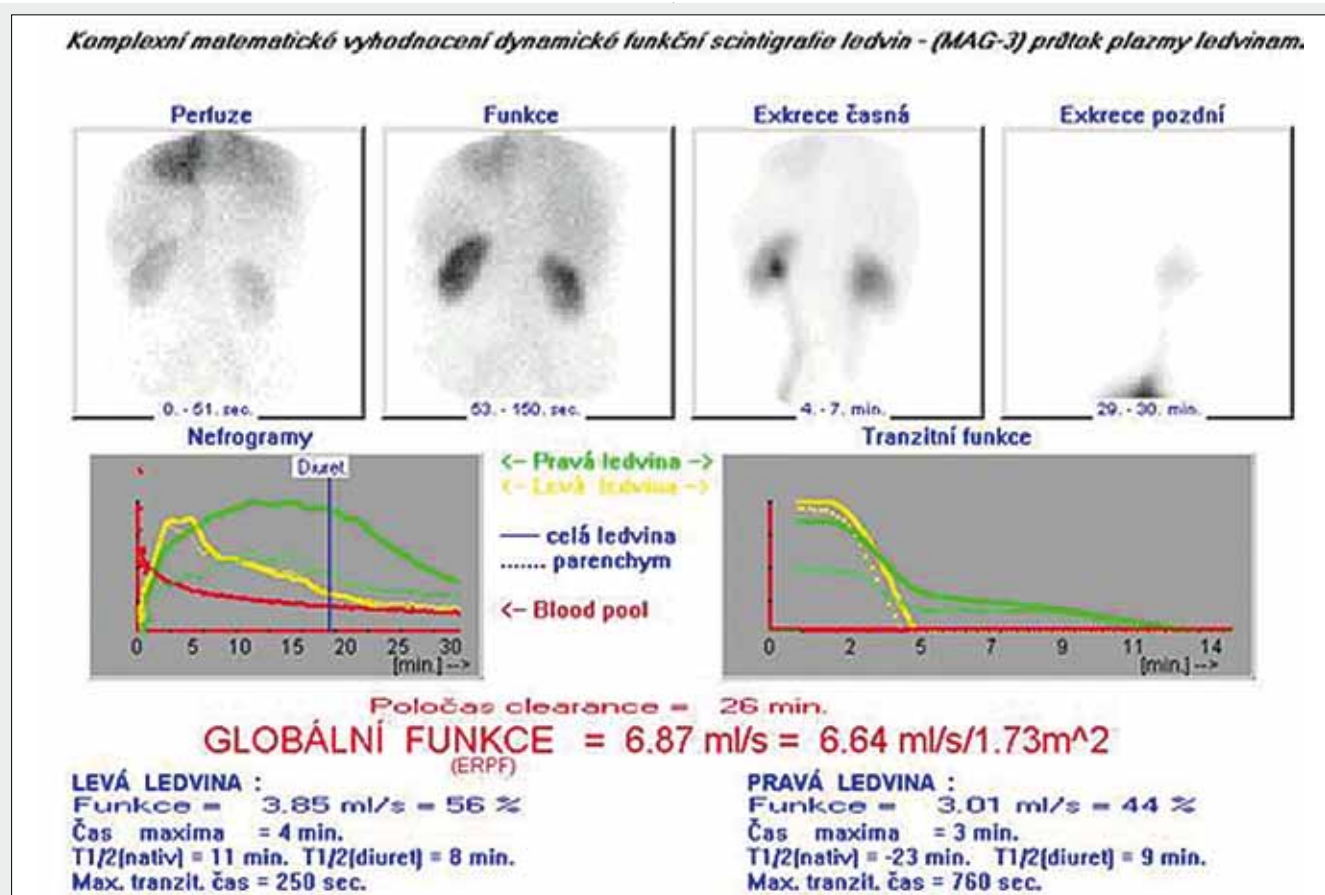 Komplexní matematické vyhodnocení dynamické funkční scintigrafie ledvin - (MAG-3) průtok plazmy ledvinam.
Perfuze
Funkce
Exkrece časná
Exkrece pozdní
0. - 51. sec.
53. - 150. sec.
4. - 7. min.
29. - 30. min.
Nefrogramy
Tranzitní funkce
Diuret
<– Pravá ledvina –>
<– Levá ledvina –>
—— celá ledvina
....... parenchym
<– Blood pool
0 5 10 15 20 25 30
[min.] –>
0 2 5 7 9 11 14
[min.] –>
Poločas clearance = 26 min.
GLOBÁLNÍ FUNKCE = 6.87 ml/s = 6.64 ml/s/1.73m^2
(ERPF)
LEVÁ LEDVINA :
Funkce = 3.85 ml/s = 56 %
Čas maxima = 4 min.
T1/2(nativ) = 11 min. T1/2(diuret) = 8 min.
Max. tranzit. čas = 250 sec.
PRAVÁ LEDVINA :
Funkce = 3.01 ml/s = 44 %
Čas maxima = 3 min.
T1/2(nativ) = -23 min. T1/2(diuret) = 9 min.
Max. tranzit. čas = 760 sec.